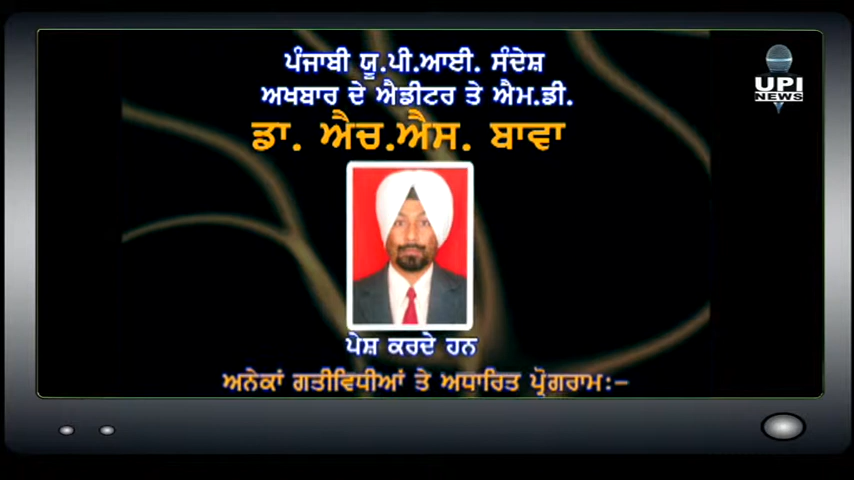 ਪੰਜਾਬੀ ਯੂ.ਪੀ.ਆਈ. ਸੰਦੇਸ਼
ਅਖਬਾਰ ਦੇ ਐਡੀਟਰ ਤੇ ਐਮ.ਡੀ.
ਡਾ. ਐਚ.ਐਸ. ਬਾਵਾ
ਪੇਸ਼ ਕਰਦੇ ਹਨ
ਅਨੇਕਾਂ ਗਤੀਵਿਧੀਆਂ ਤੇ ਅਧਾਰਿਤ ਪ੍ਰੋਗਰਾਮ:-
UPI
NEWS